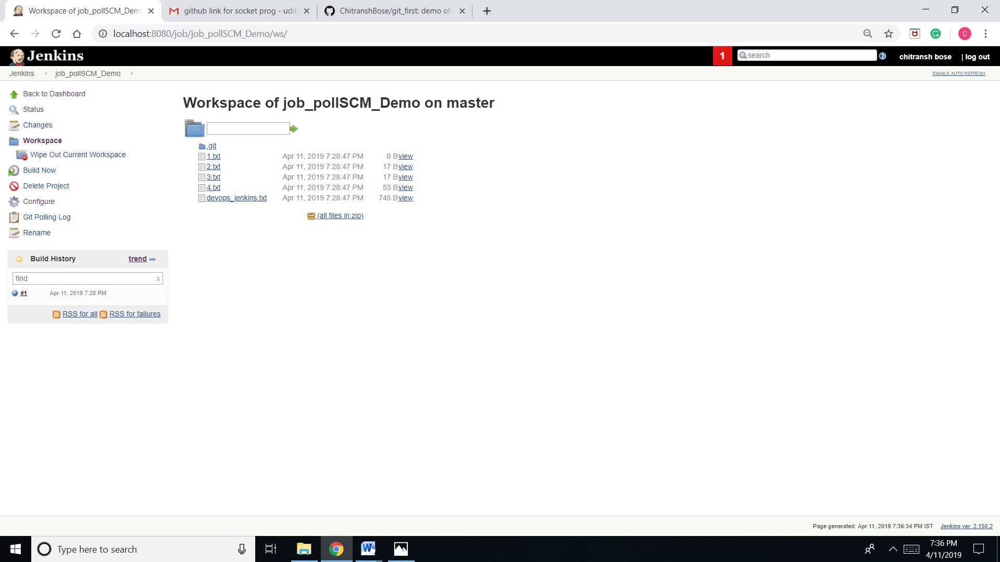 Workspace of job_pollSCM_Dem
github link for socket prog - udit
ChitranshBose/git_first: demo of
localhost:8080/job/job_pollSCM_Demo/ws/
C
Jenkins
1
search
chitransh bose
| log out
Jenkins
job_pollSCM_Demo
ENABLE AUTO REFRESH
Back to Dashboard
Status
Changes
Workspace
Wipe Out Current Workspace
Build Now
Delete Project
Configure
Git Polling Log
Rename
Build History trend
find x
#1 Apr 11, 2019 7:28 PM
RSS for all RSS for failures
Workspace of job_pollSCM_Demo on master
.git
1.txt Apr 11, 2019 7:28:47 PM 8 B view
2.txt Apr 11, 2019 7:28:47 PM 17 B view
3.txt Apr 11, 2019 7:28:47 PM 17 B view
4.txt Apr 11, 2019 7:28:47 PM 53 B view
devops_jenkins.txt Apr 11, 2019 7:28:47 PM 745 B view
(all files in zip)
Page generated: Apr 11, 2019 7:36:34 PM IST Jenkins ver. 2.150.2
Type here to search
7:36 PM
4/11/2019